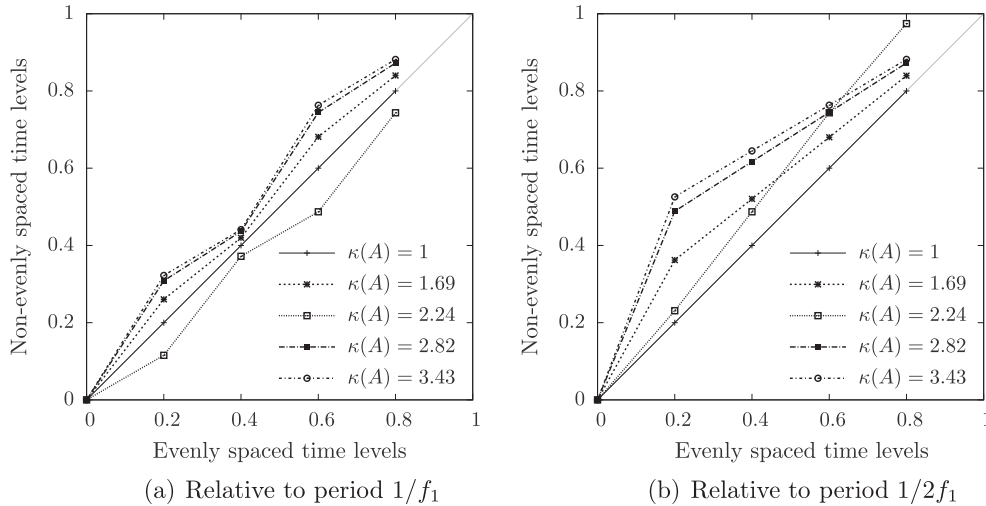 Non-evenly spaced time levels
1
0.8
0.6
0.4
0.2
0
0 0.2 0.4 0.6 0.8 1
κ(A) = 1
κ(A) = 1.69
κ(A) = 2.24
κ(A) = 2.82
κ(A) = 3.43
Evenly spaced time levels
(a) Relative to period 1/f₁
Non-evenly spaced time levels
1
0.8
0.6
0.4
0.2
0
0 0.2 0.4 0.6 0.8 1
κ(A) = 1
κ(A) = 1.69
κ(A) = 2.24
κ(A) = 2.82
κ(A) = 3.43
Evenly spaced time levels
(b) Relative to period 1/2f₁